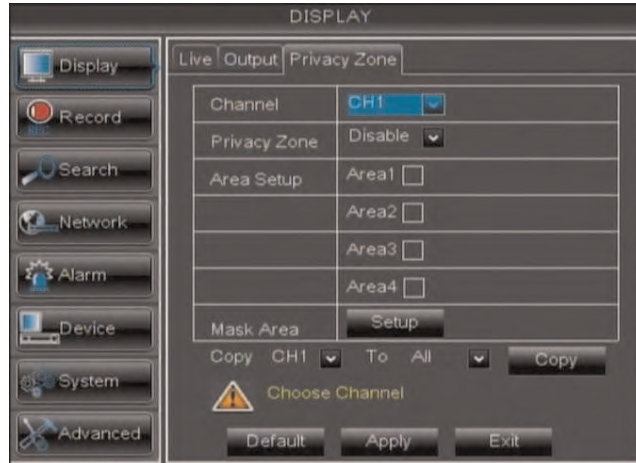 DISPLAY
Display
Record
REC
Search
Network
Alarm
Device
System
Advanced
Live Output Privacy Zone
Channel CH1
Privacy Zone Disable
Area Setup Area1
Area2
Area3
Area4
Mask Area Setup
Copy CH1 To All Copy
Choose Channel
Default Apply Exit